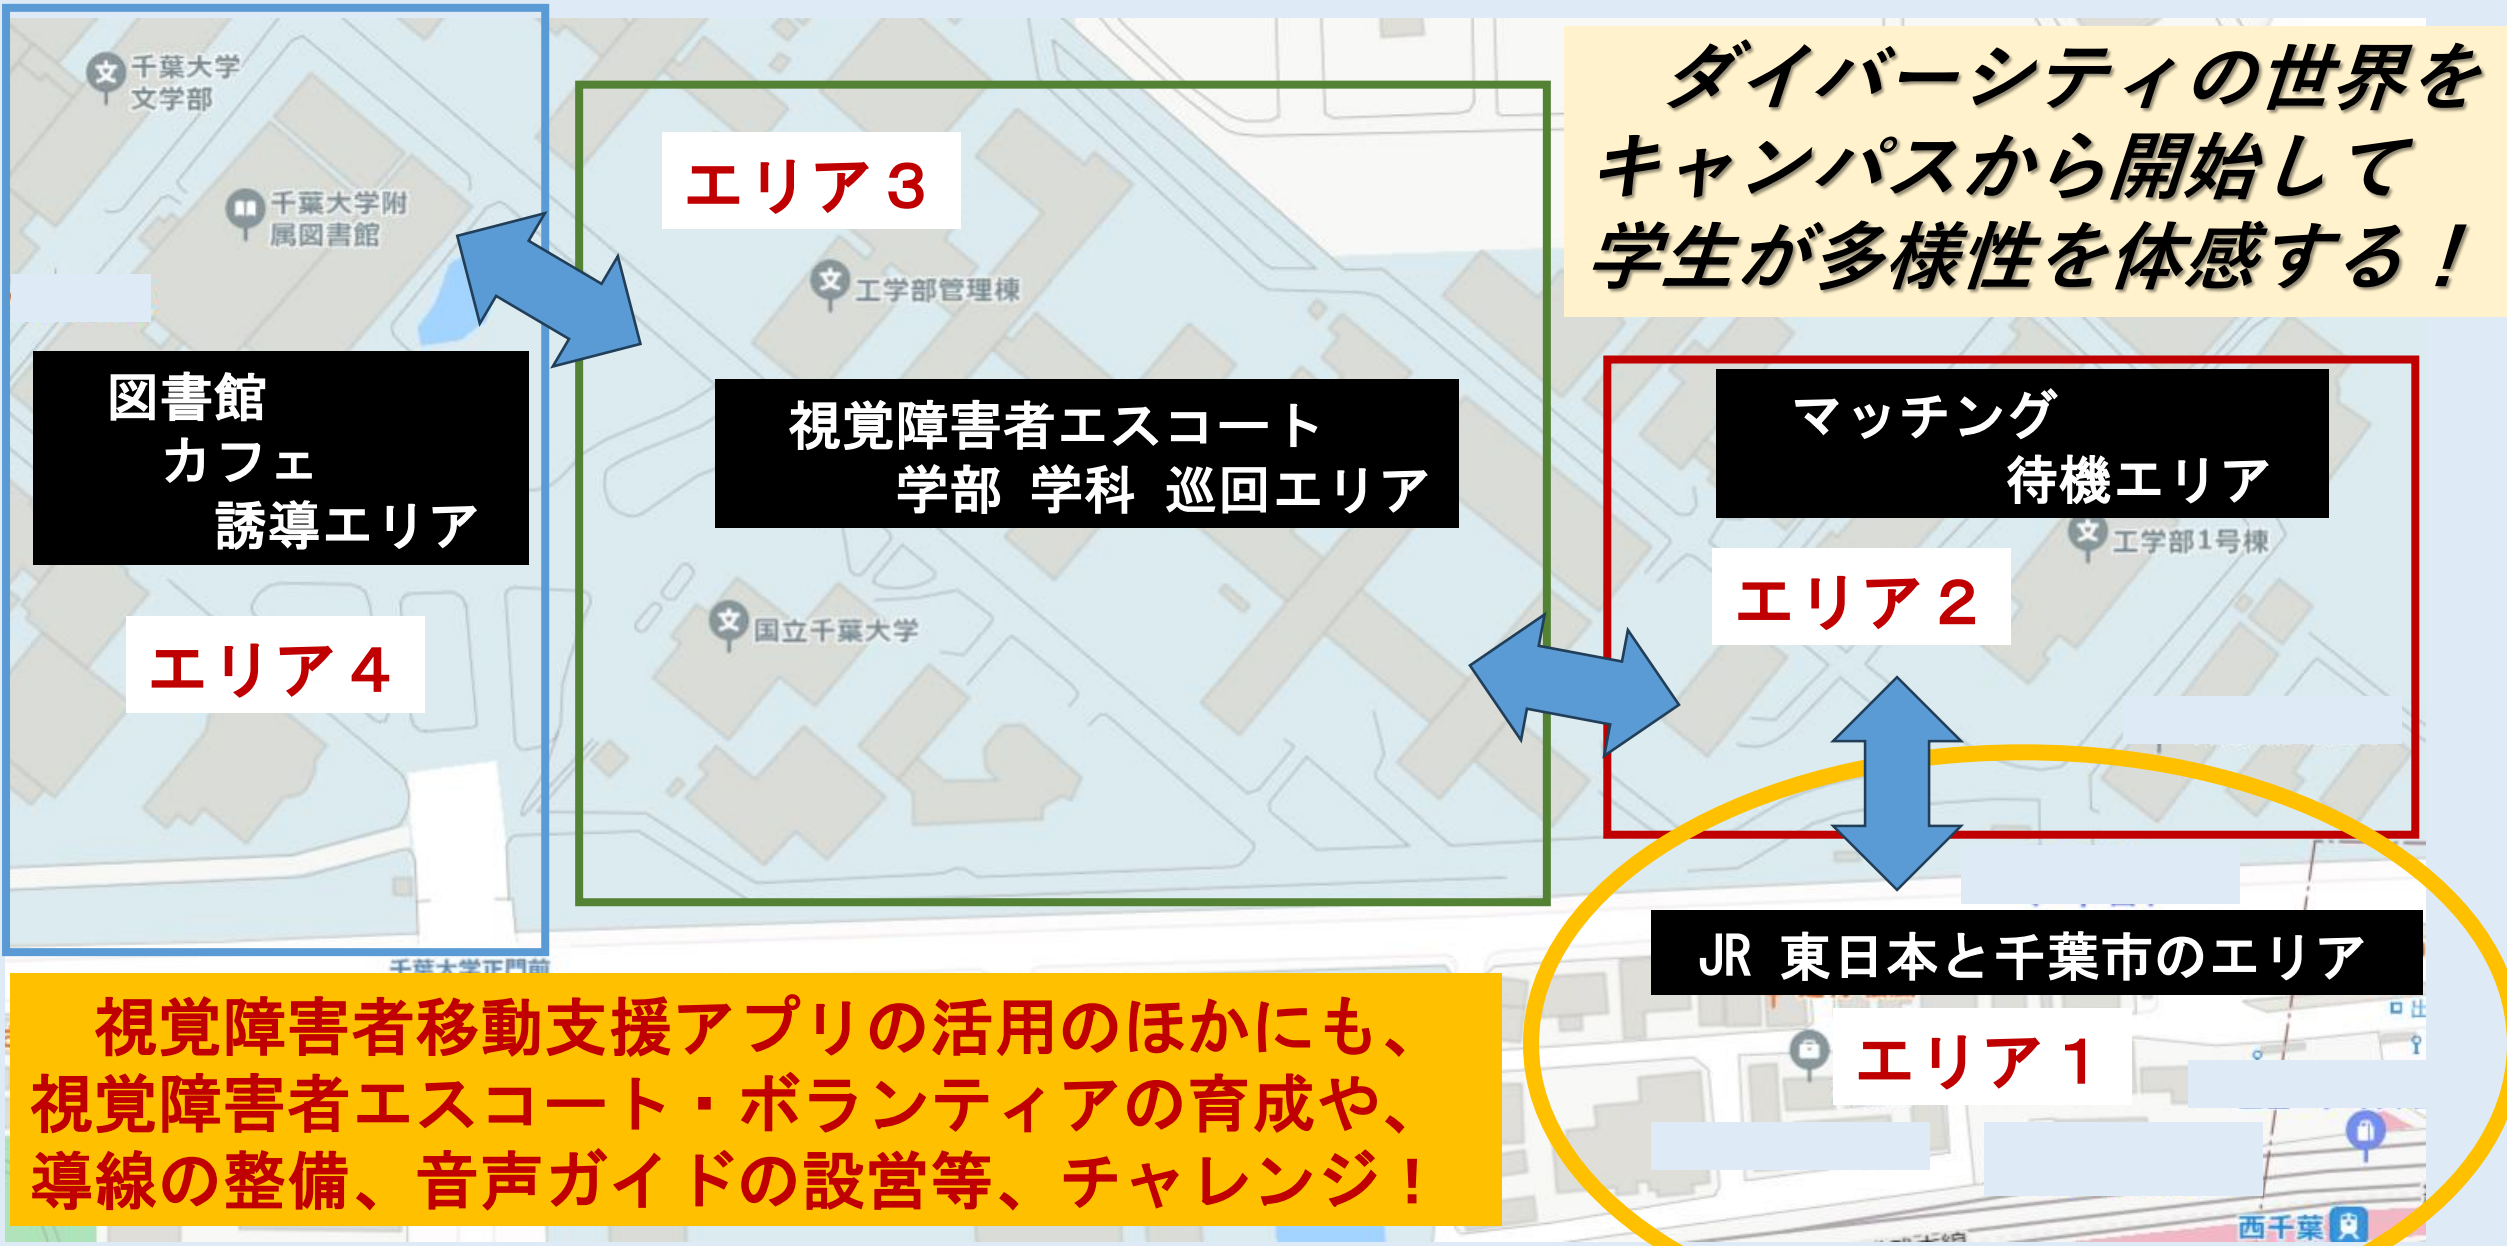 千葉大学
文学部
千葉大学附
属図書館
図書館
カフェ
誘導エリア
エリア４
エリア３
工学部管理棟
視覚障害者エスコート
学部 学科 巡回エリア
国立千葉大学
ダイバーシティの世界を
キャンパスから開始して
学生が多様性を体感する！
マッチング
待機エリア
工学部1号棟
エリア２
JR 東日本と千葉市のエリア
エリア１
西千葉
千葉大学正門前
視覚障害者移動支援アプリの活用のほかにも、
視覚障害者エスコート・ボランティアの育成や、
導線の整備、音声ガイドの設営等、チャレンジ！